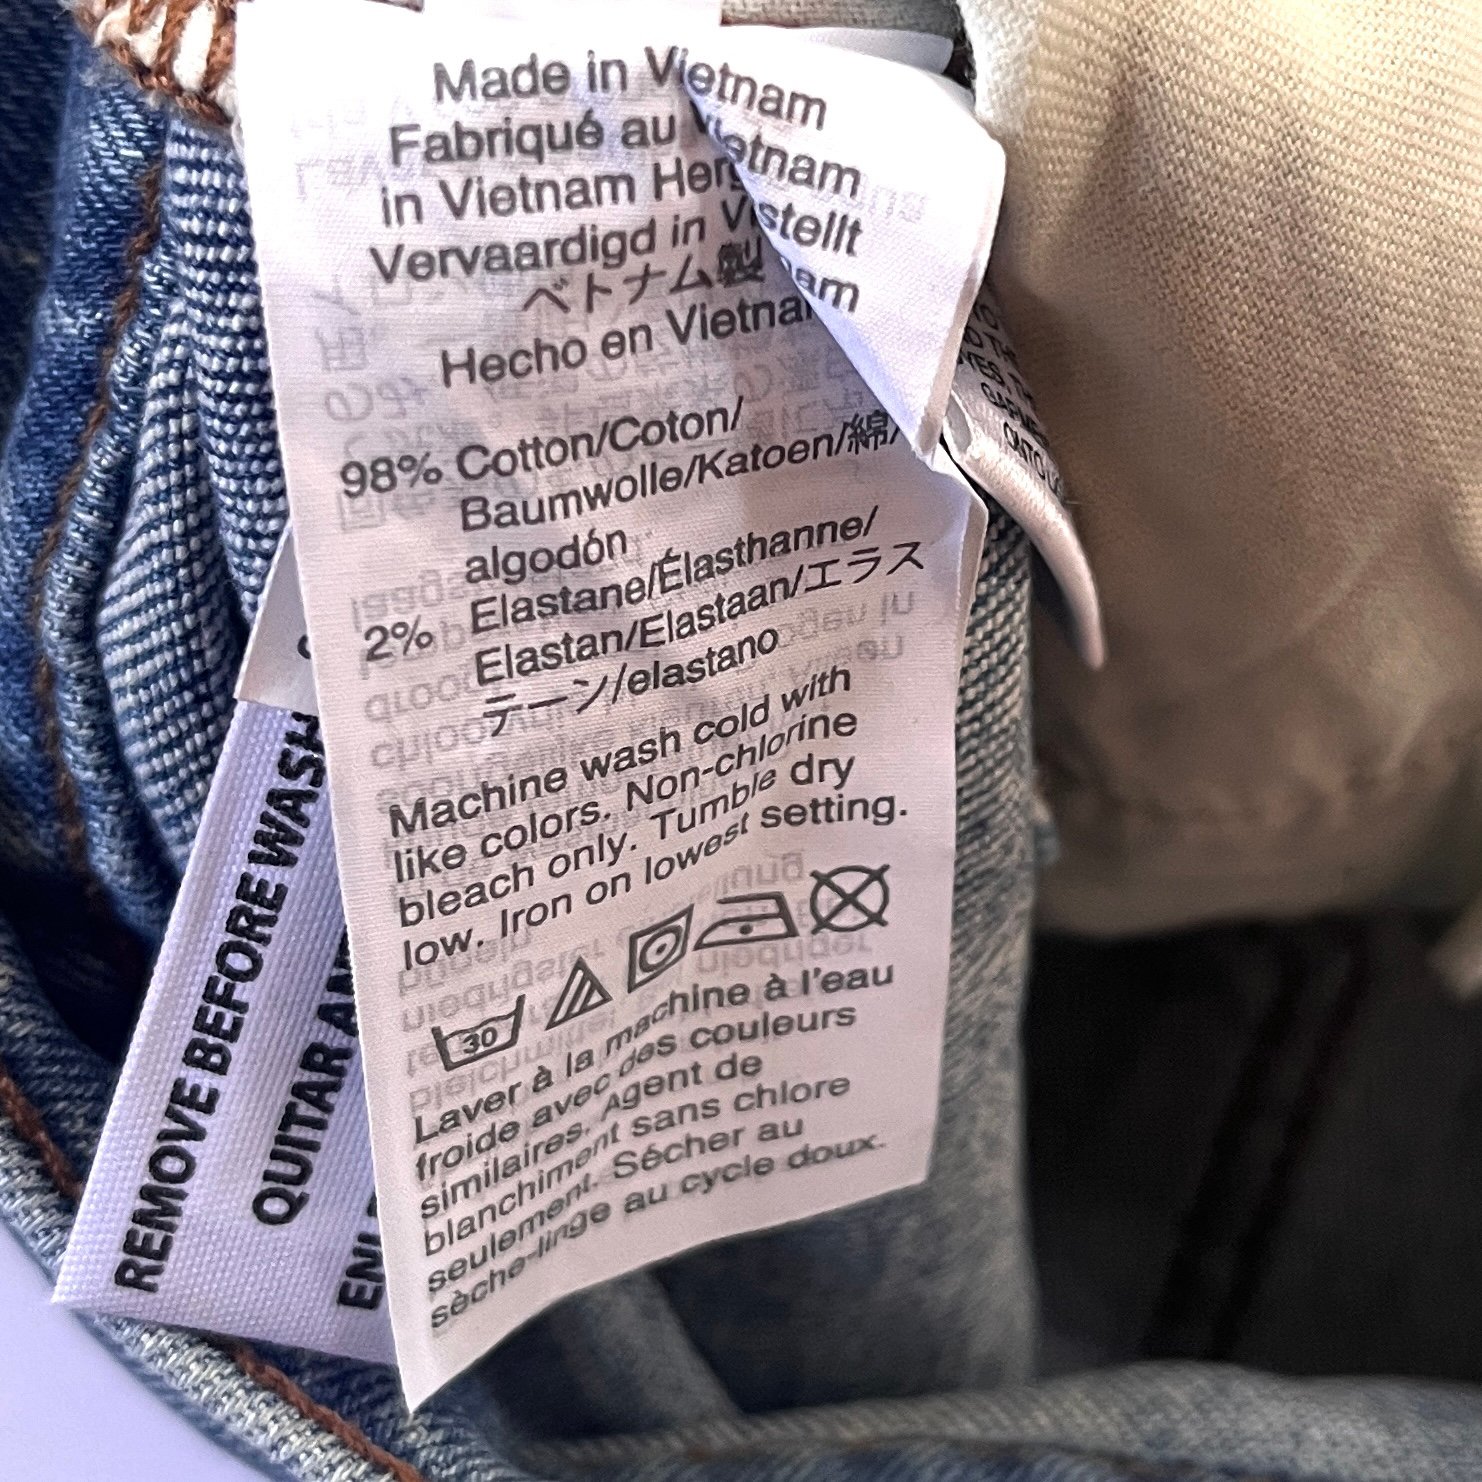 Made in Vietnam
Fabriqué au Vietnam
in Vietnam Hergestellt
Vervaardigd in Vietnam
ベトナム製
Hecho en Vietnam
98% Cotton/Coton/
Baumwolle/Katoen/綿/
algodón
2% Elastane/Élasthanne/
Elastan/Elastaan/エラス
テーン/elastano
Machine wash cold with
like colors. Non-chlorine
bleach only. Tumble dry
low. Iron on lowest setting.
30
Laver à la machine à l'eau
froide avec des couleurs
similaires. Agent de
blanchiment sans chlore
seulement. Sécher au
sèche-linge au cycle doux.
REMOVE BEFORE WASH
QUITAR
ONTO